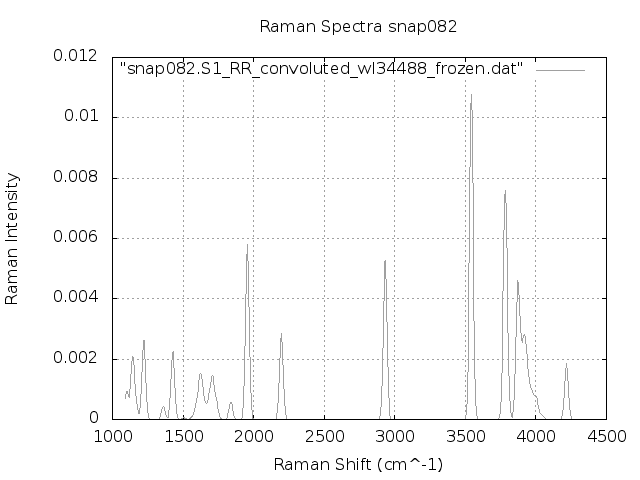 Raman Spectra snap082
"snap082.S1_RR_convoluted_wl34488_frozen.dat"
Raman Intensity
0.012
0.01
0.008
0.006
0.004
0.002
0
1000 1500 2000 2500 3000 3500 4000 4500
Raman Shift (cm^-1)